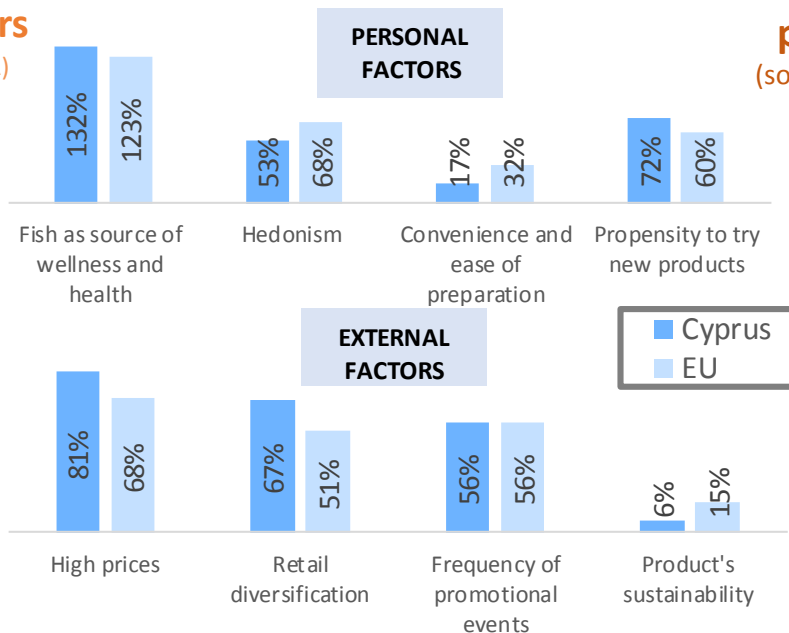 rs
)
PERSONAL
FACTORS
p
(so
132%
123%
53%
68%
17%
32%
72%
60%
Fish as source of
wellness and
health
Hedonism
Convenience and
ease of
preparation
Propensity to try
new products
EXTERNAL
FACTORS
Cyprus
EU
81%
68%
67%
51%
56%
56%
6%
15%
High prices
Retail
diversification
Frequency of
promotional
events
Product's
sustainability